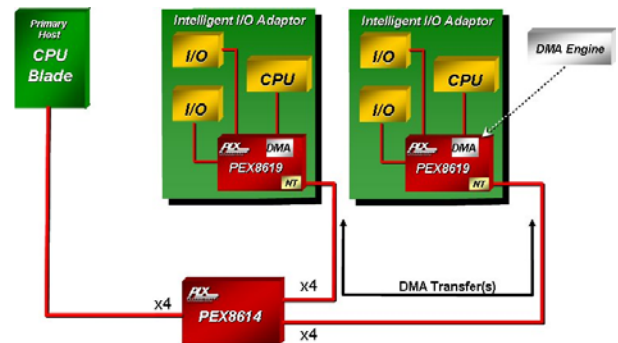 Primary
Host
CPU
Blade
Intelligent I/O Adaptor
I/O
I/O
CPU
PLX
DMA
PEX8619
NT
Intelligent I/O Adaptor
I/O
I/O
CPU
PLX
DMA
PEX8619
NT
DMA Engine
x4
x4
x4
PLX
PEX8614
DMA Transfer(s)